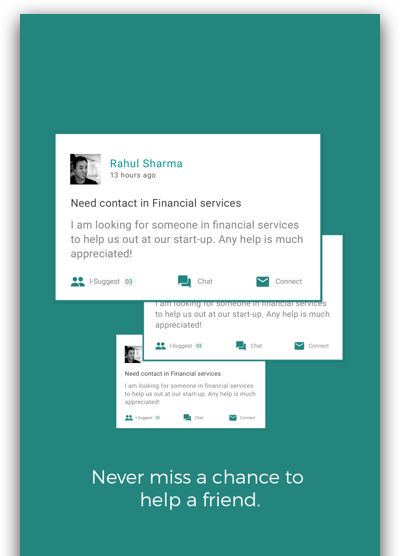 Rahul Sharma
13 hours ago
Need contact in Financial services
I am looking for someone in financial services
to help us out at our start-up. Any help is much
appreciated!
I-Suggest 03 Chat Connect
I am looking for someone in financial services
to help us out at our start-up. Any help is much
appreciated!
I-Suggest 03 Chat Connect
Need contact in Financial services
I am looking for someone in financial services
to help us out at our start-up. Any help is much
appreciated!
I-Suggest 03 Chat Connect
Never miss a chance to
help a friend.